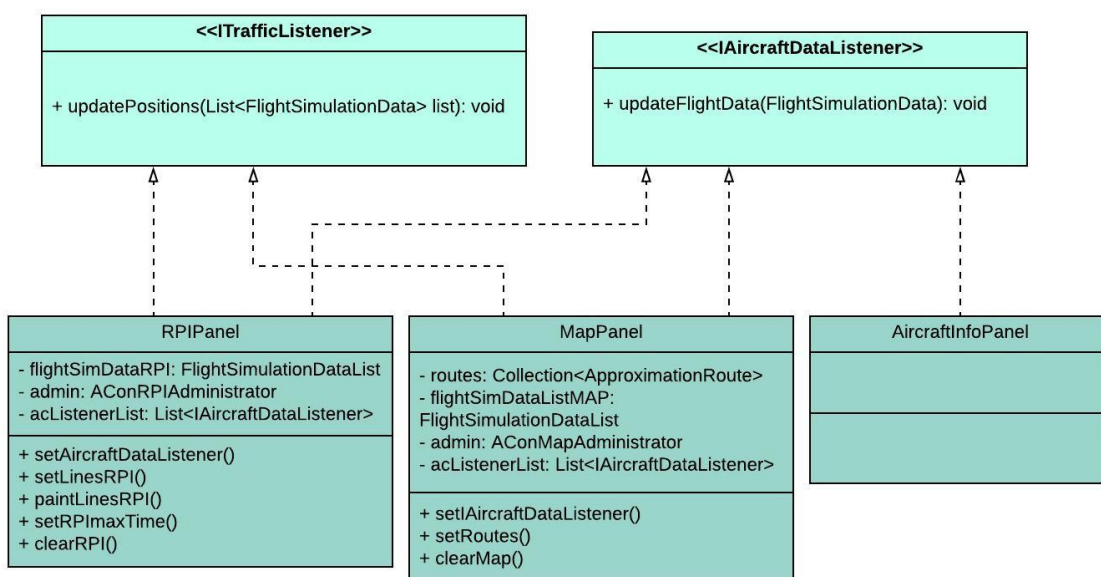 <<ITrafficListener>>
+ updatePositions(List<FlightSimulationData> list): void
<<IAircraftDataListener>>
+ updateFlightData(FlightSimulationData): void
RPIPanel
- flightSimDataRPI: FlightSimulationDataList
- admin: AConRPIAdministrator
- acListenerList: List<IAircraftDataListener>
+ setAircraftDataListener()
+ setLinesRPI()
+ paintLinesRPI()
+ setRPImaxTime()
+ clearRPI()
MapPanel
- routes: Collection<ApproximationRoute>
- flightSimDataListMAP:
FlightSimulationDataList
- admin: AConMapAdministrator
- acListenerList: List<IAircraftDataListener>
+ setIAircraftDataListener()
+ setRoutes()
+ clearMap()
AircraftInfoPanel